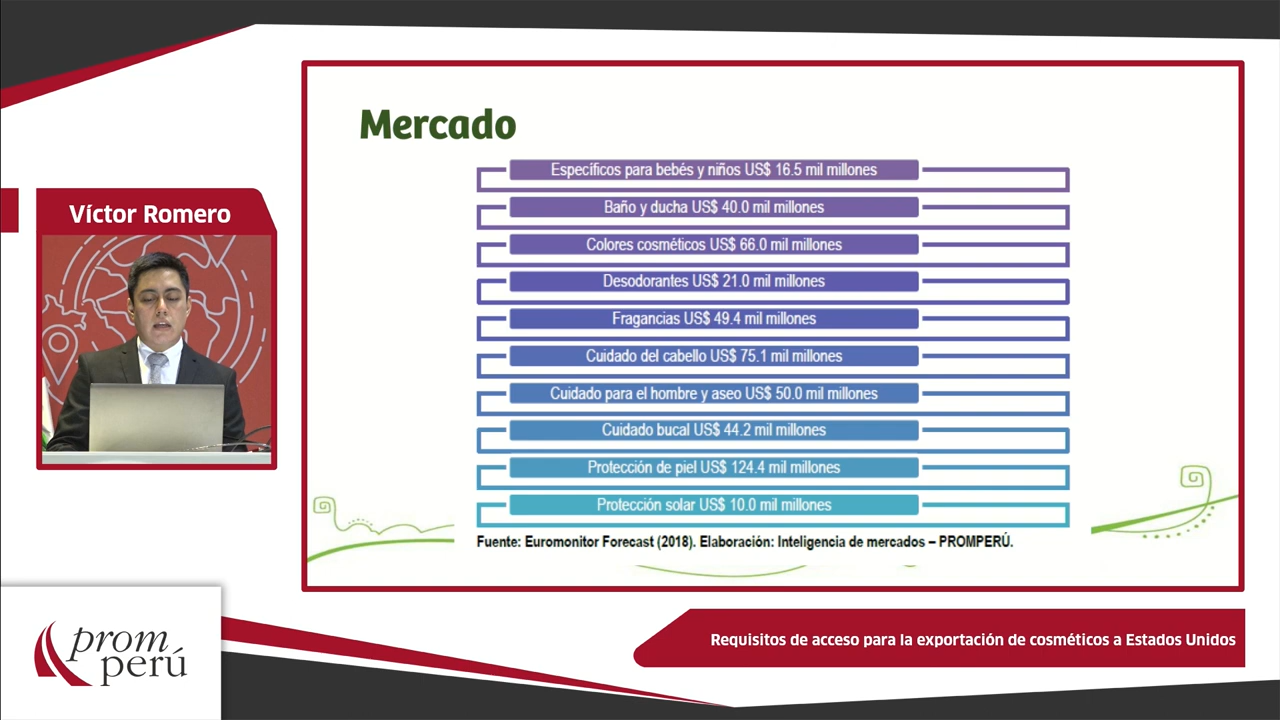 Mercado
Específicos para bebés y niños US$ 16.5 mil millones
Baño y ducha US$ 40.0 mil millones
Colores cosméticos US$ 66.0 mil millones
Desodorantes US$ 21.0 mil millones
Fragancias US$ 49.4 mil millones
Cuidado del cabello US$ 75.1 mil millones
Cuidado para el hombre y aseo US$ 50.0 mil millones
Cuidado bucal US$ 44.2 mil millones
Protección de piel US$ 124.4 mil millones
Protección solar US$ 10.0 mil millones
Fuente: Euromonitor Forecast (2018). Elaboración: Inteligencia de mercados – PROMPERÚ.
Víctor Romero
prom
perú
Requisitos de acceso para la exportación de cosméticos a Estados Unidos